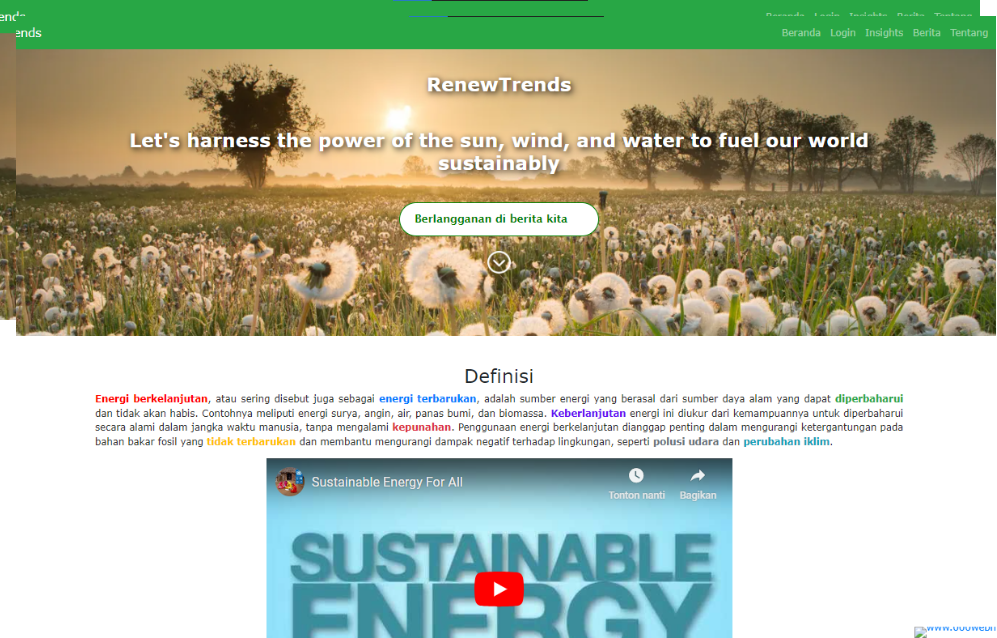 ends
Beranda Login Insights Berita Tentang
ends
Beranda Login Insights Berita Tentang
RenewTrends
Let's harness the power of the sun, wind, and water to fuel our world
sustainably
Berlangganan di berita kita
Definisi
Energi berkelanjutan, atau sering disebut juga sebagai energi terbarukan, adalah sumber energi yang berasal dari sumber daya alam yang dapat diperbaharui
dan tidak akan habis. Contohnya meliputi energi surya, angin, air, panas bumi, dan biomassa. Keberlanjutan energi ini diukur dari kemampuannya untuk diperbaharui
secara alami dalam jangka waktu manusia, tanpa mengalami kepunahan. Penggunaan energi berkelanjutan dianggap penting dalam mengurangi ketergantungan pada
bahan bakar fosil yang tidak terbarukan dan membantu mengurangi dampak negatif terhadap lingkungan, seperti polusi udara dan perubahan iklim.
Sustainable Energy For All
Tonton nanti Bagikan
SUSTAINABLE
ENERGY